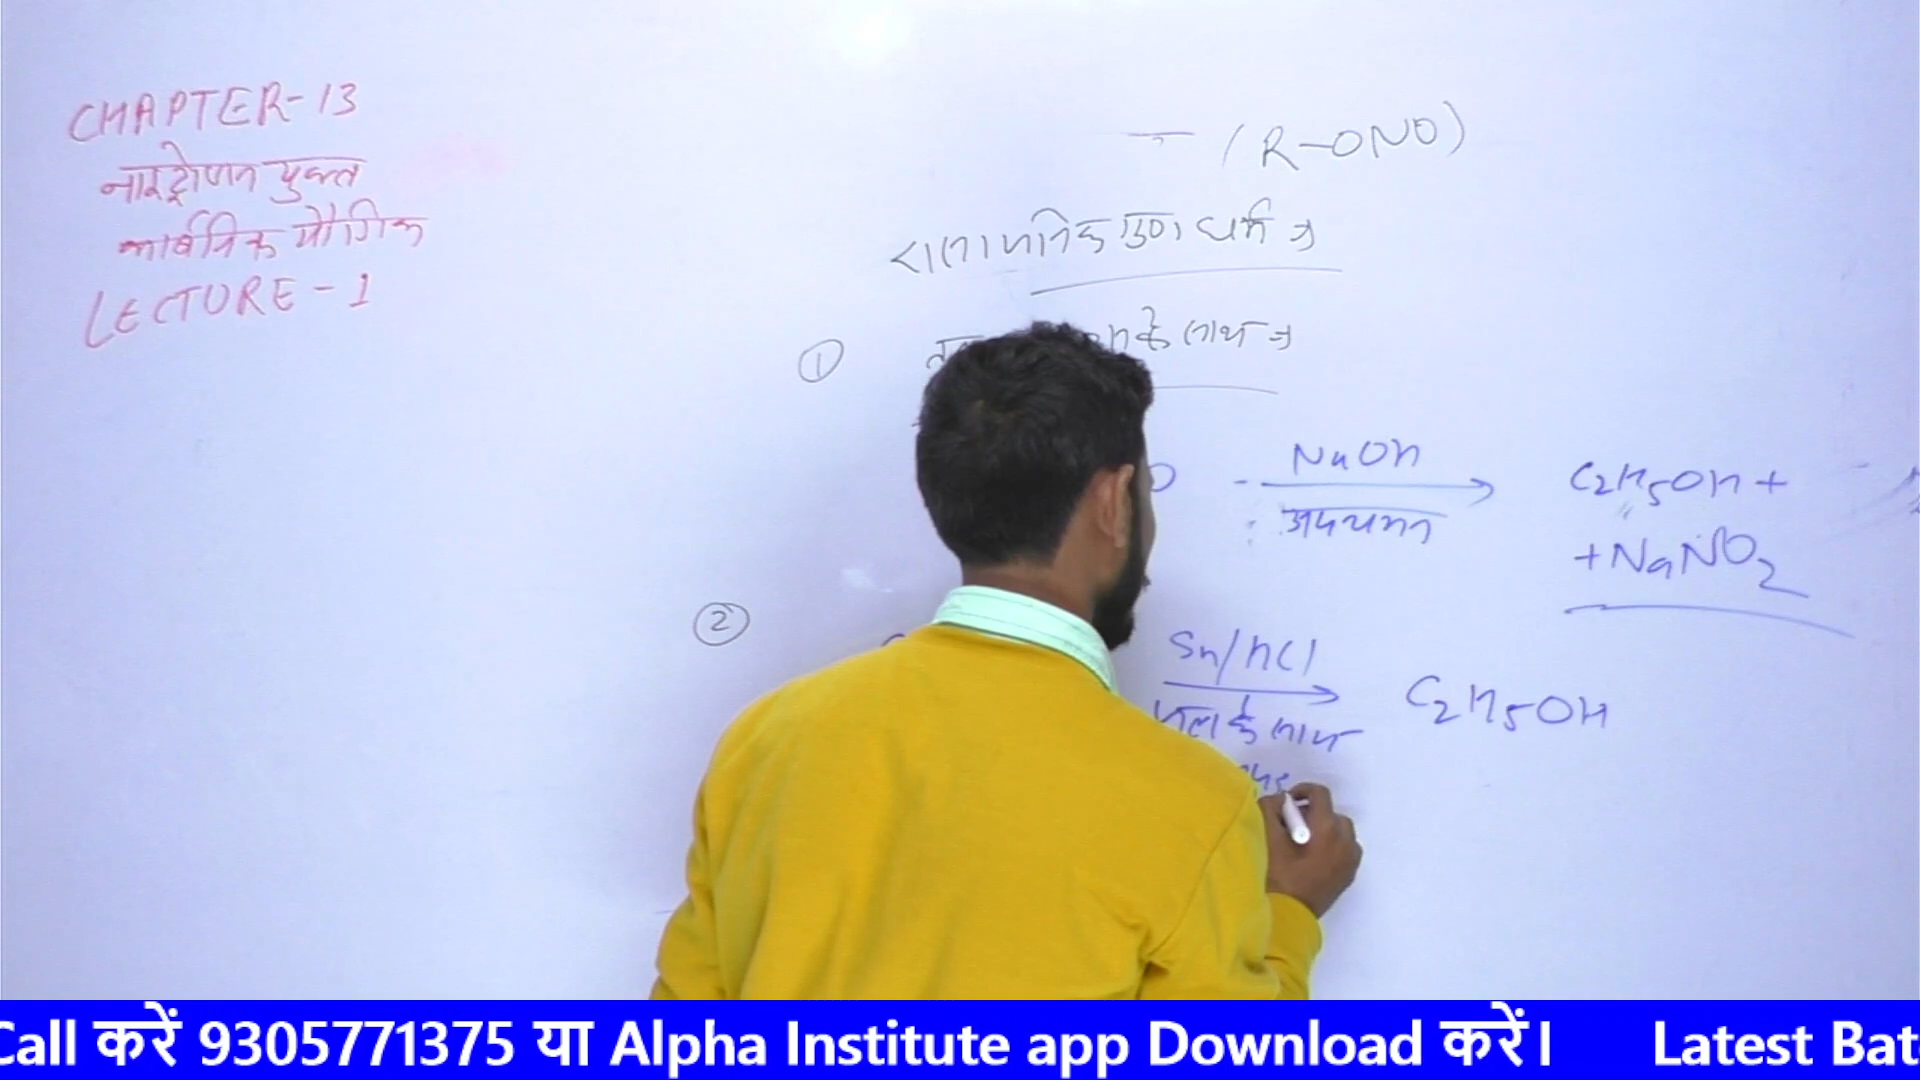 CHAPTER-13
नाइट्रोजन युक्त
कार्बनिक यौगिक
LECTURE-1
(R-ONO)
रासायनिक गुण धर्म →
①
के साथ →
NaOH
अपचयन
C2H5OH +
+ NaNO2
②
Sn/HCl
जल के साथ
C2H5OH
Call करें 9305771375 या Alpha Institute app Download करें। Latest Bat